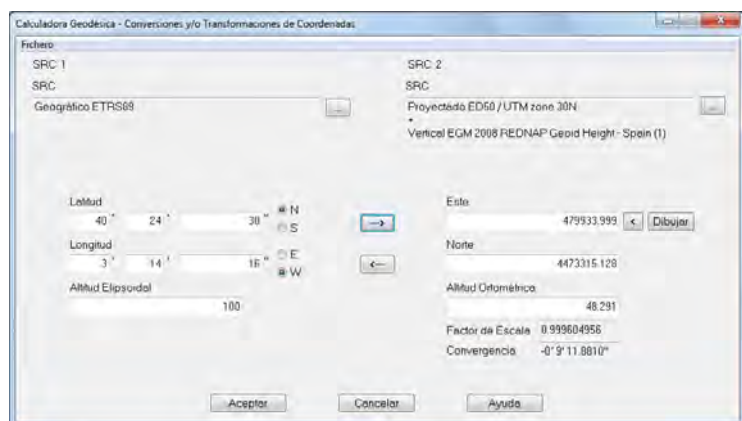 Calculadora Geodésica - Conversiones y/o Transformaciones de Coordenadas
Fichero
SRC 1
SRC
Geográfico ETRS89
...
SRC 2
SRC
Proyectado ED50 / UTM zone 30N
+
Vertical EGM 2008 REDNAP Geoid Height - Spain (1)
...
Latitud
40 ° 24 ' 30 " N S
Longitud
3 ° 14 ' 16 " E W
Altitud Elipsoidal
100
-->
<--
Este
479933.999 < Dibujar
Norte
4473315.128
Altitud Ortométrica
48.291
Factor de Escala 0.999604956
Convergencia -0° 9' 11.8810"
Aceptar Cancelar Ayuda